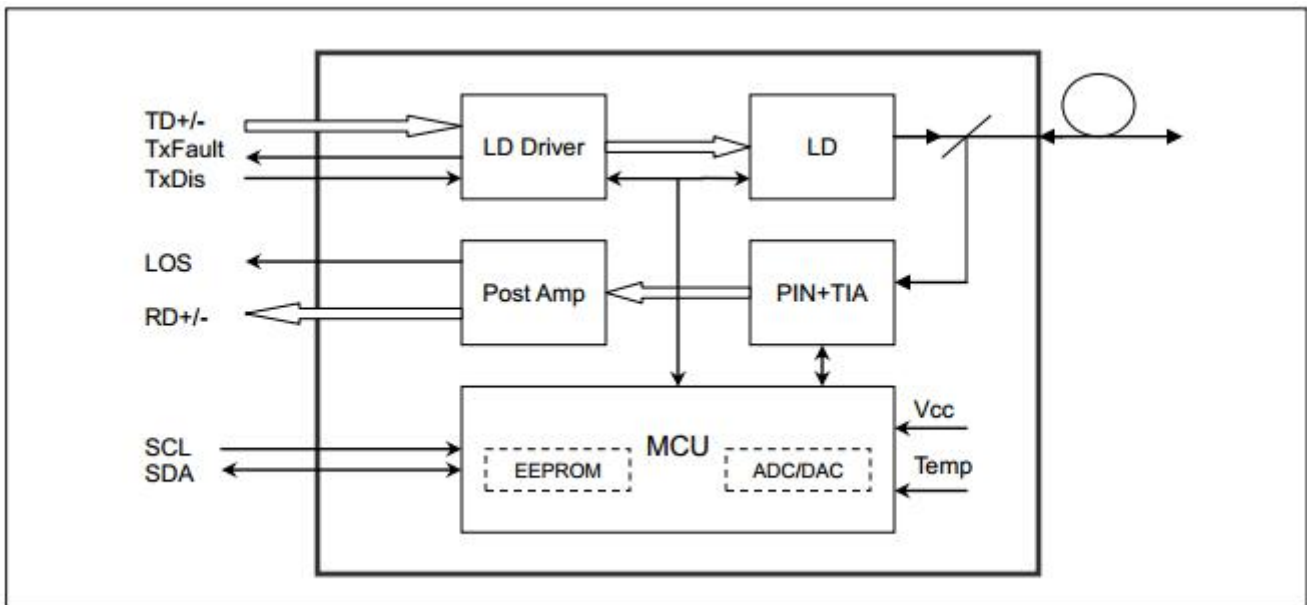 TD+/-
TxFault
TxDis
LD Driver
LD
LOS
RD+/-
Post Amp
PIN+TIA
SCL
SDA
MCU
EEPROM
ADC/DAC
Vcc
Temp